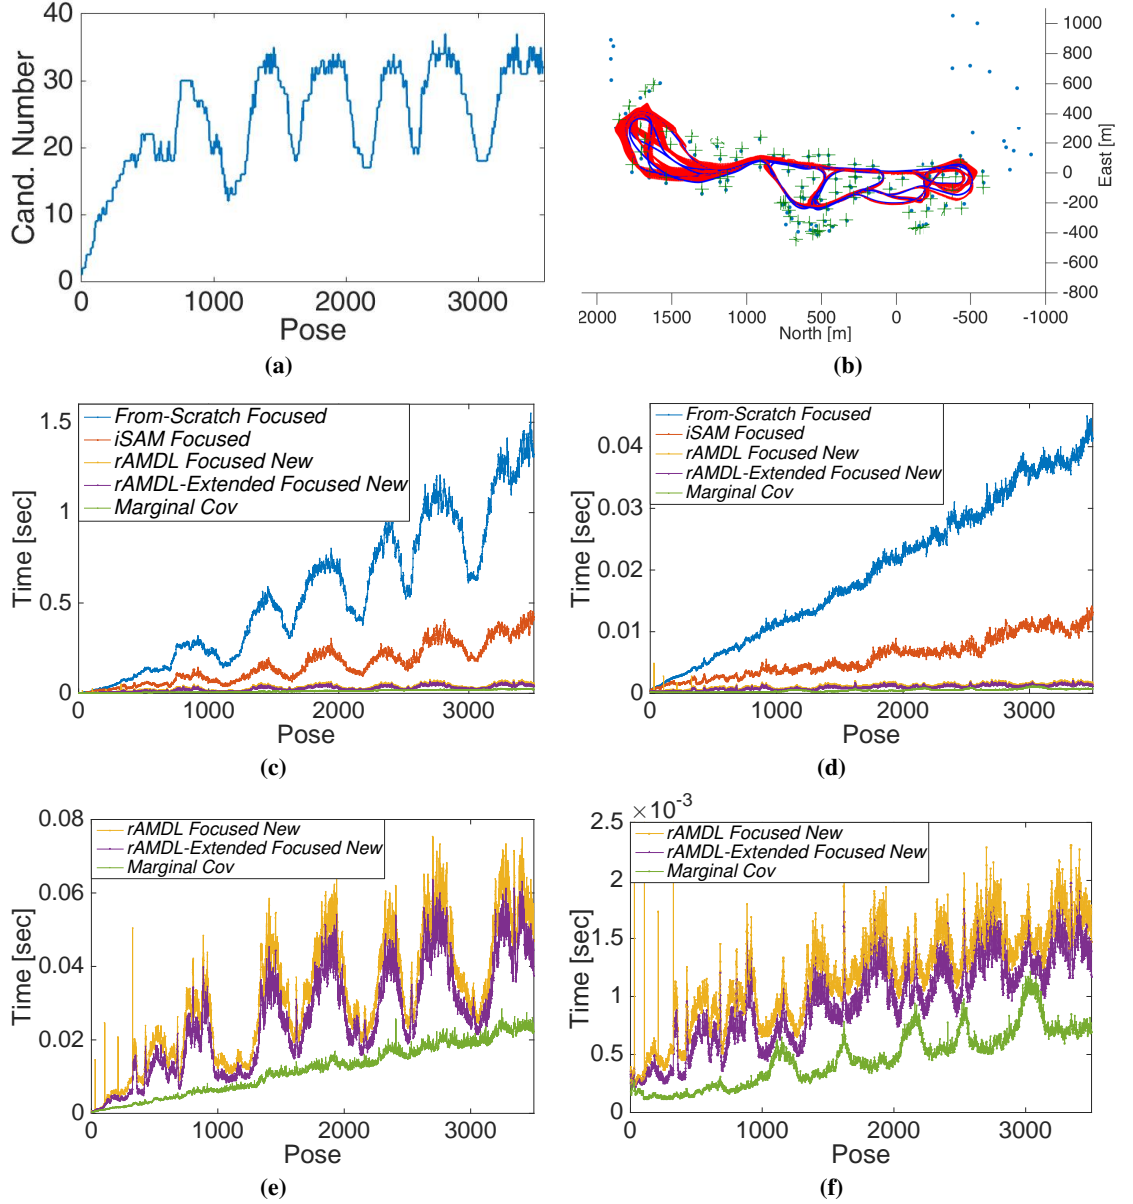 40
30
20
10
0
Cand. Number
0
1000
2000
3000
Pose
(a)
1000
800
600
400
200
0
-200
-400
-600
-800
East [m]
2000
1500
1000
500
0
-500
-1000
North [m]
(b)
1.5
1
0.5
0
Time [sec]
From-Scratch Focused
iSAM Focused
rAMDL Focused New
rAMDL-Extended Focused New
Marginal Cov
0
1000
2000
3000
Pose
(c)
0.04
0.03
0.02
0.01
0
Time [sec]
From-Scratch Focused
iSAM Focused
rAMDL Focused New
rAMDL-Extended Focused New
Marginal Cov
0
1000
2000
3000
Pose
(d)
0.08
0.06
0.04
0.02
0
Time [sec]
rAMDL Focused New
rAMDL-Extended Focused New
Marginal Cov
0
1000
2000
3000
Pose
(e)
×10-3
2.5
2
1.5
1
0.5
0
Time [sec]
rAMDL Focused New
rAMDL-Extended Focused New
Marginal Cov
0
1000
2000
3000
Pose
(f)